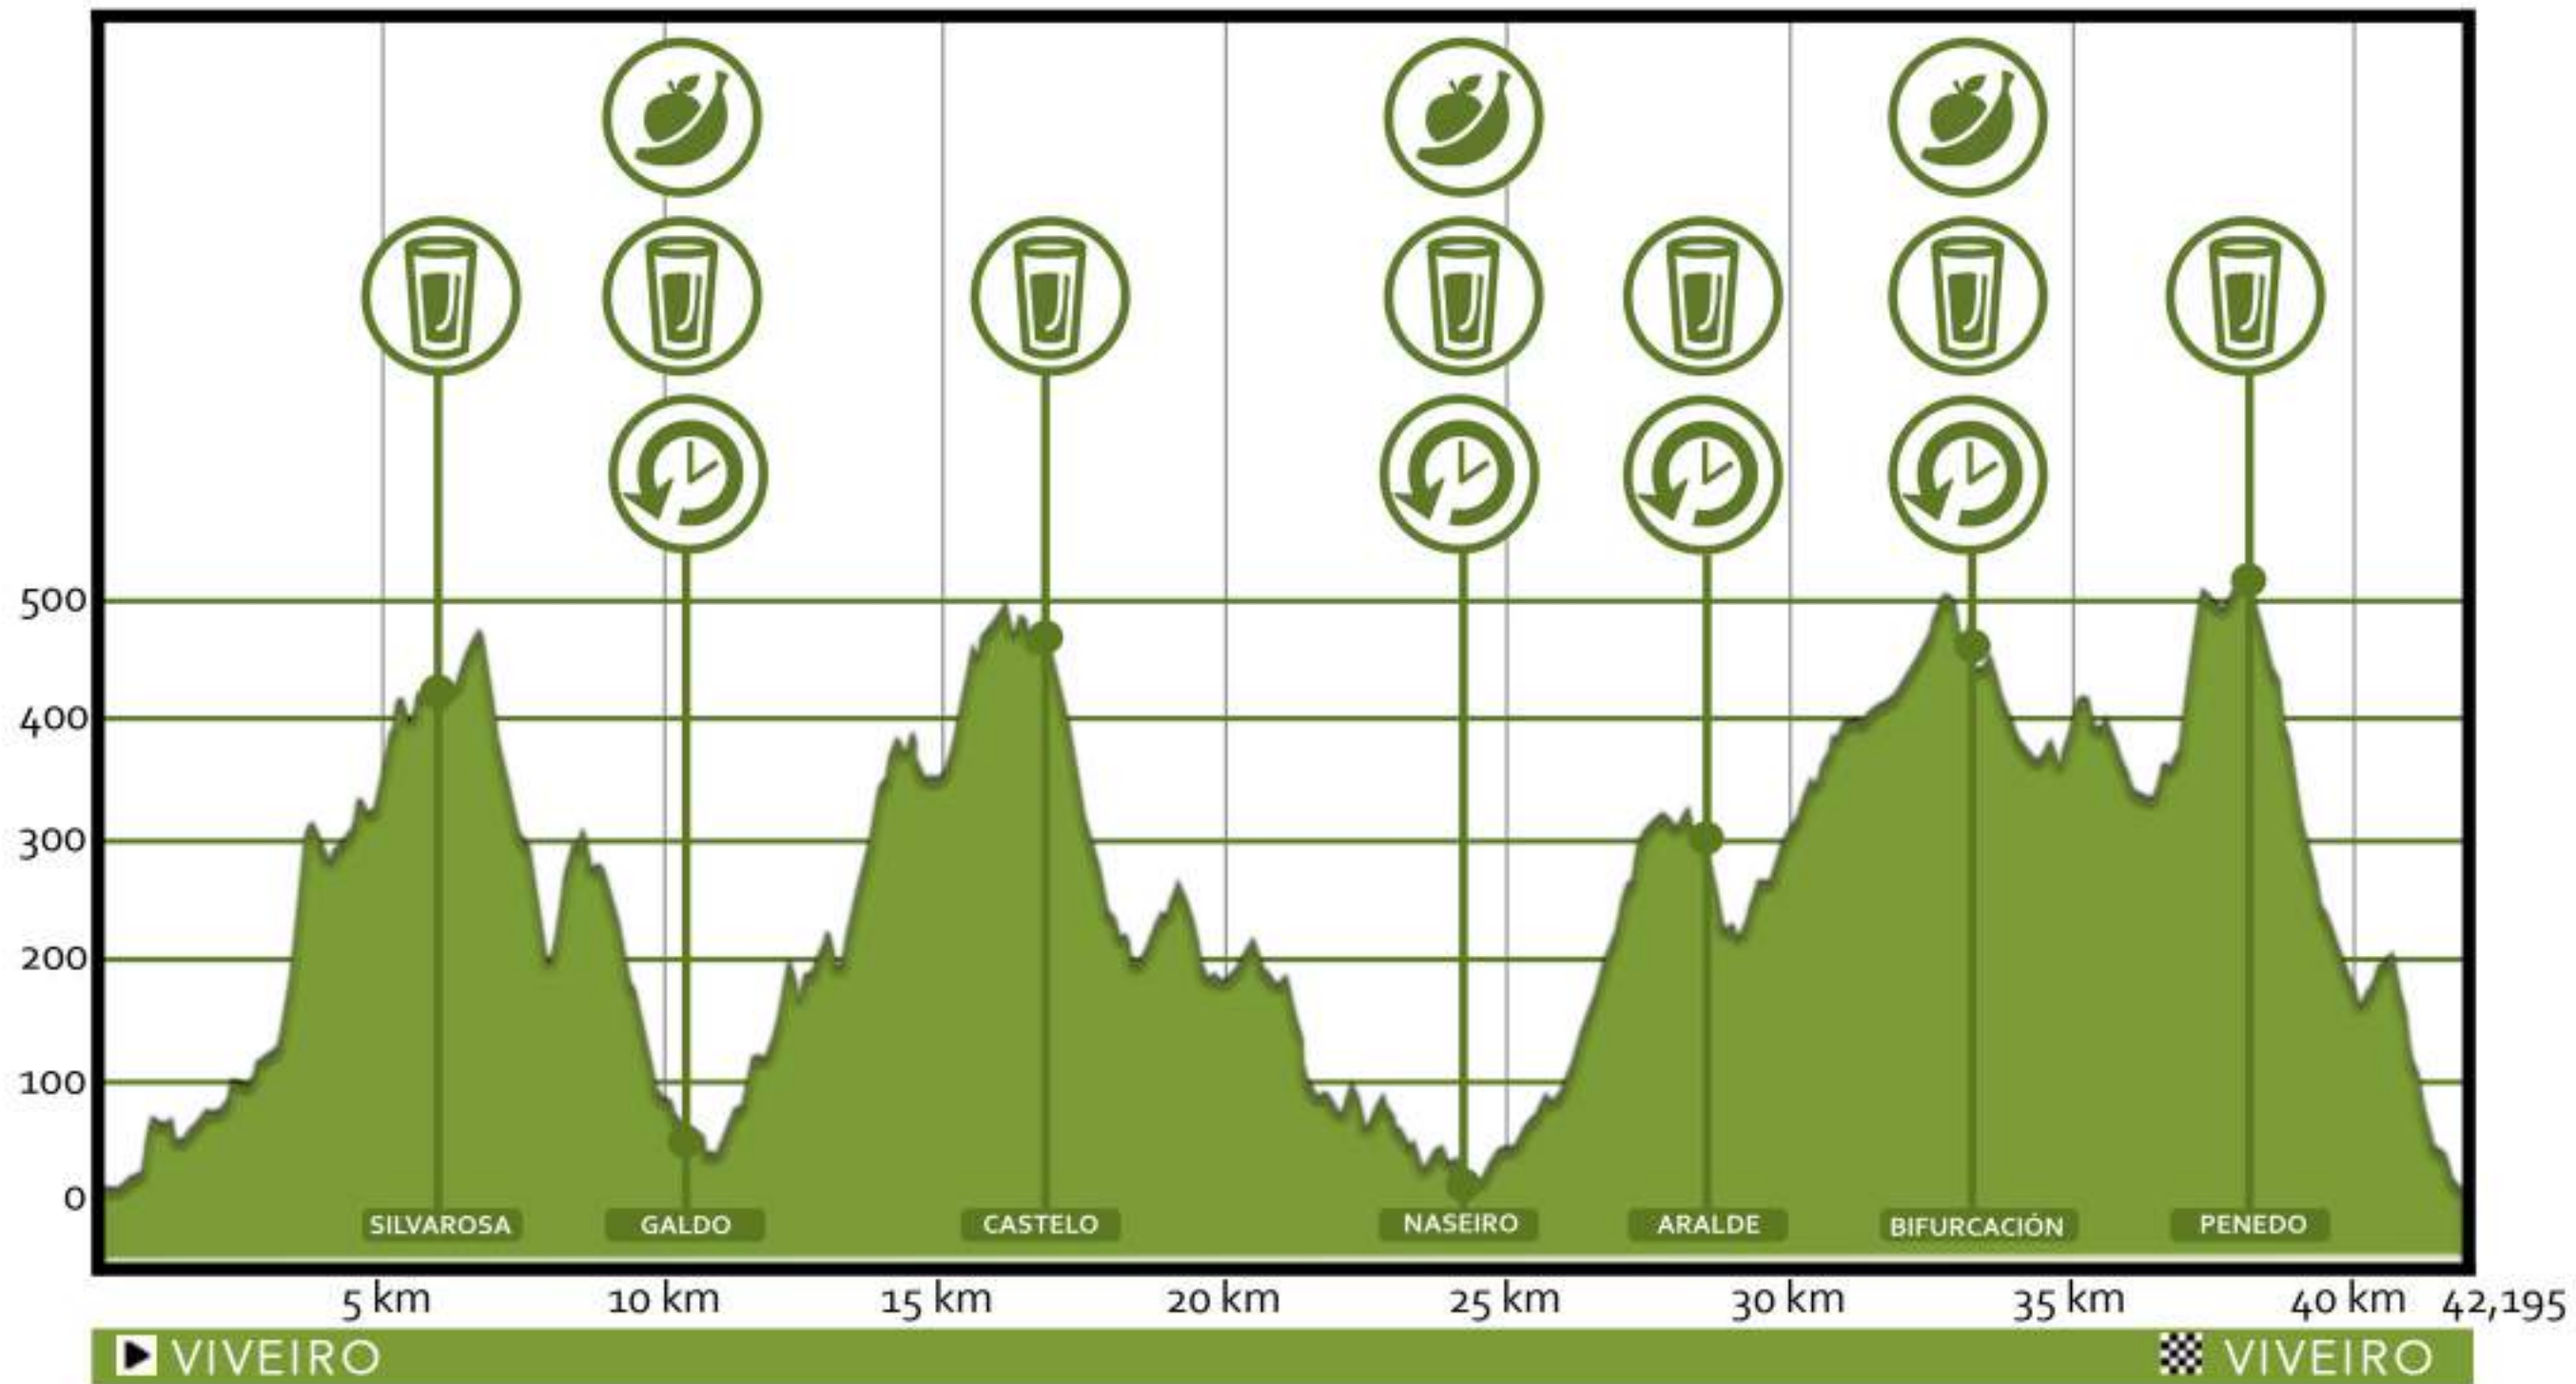 500
400
300
200
100
0
SILVAROSA GALDO CASTELO NASEIRO ARALDE BIFURCACIÓN PENEDO
5 km 10 km 15 km 20 km 25 km 30 km 35 km 40 km 42,195
VIVEIRO VIVEIRO